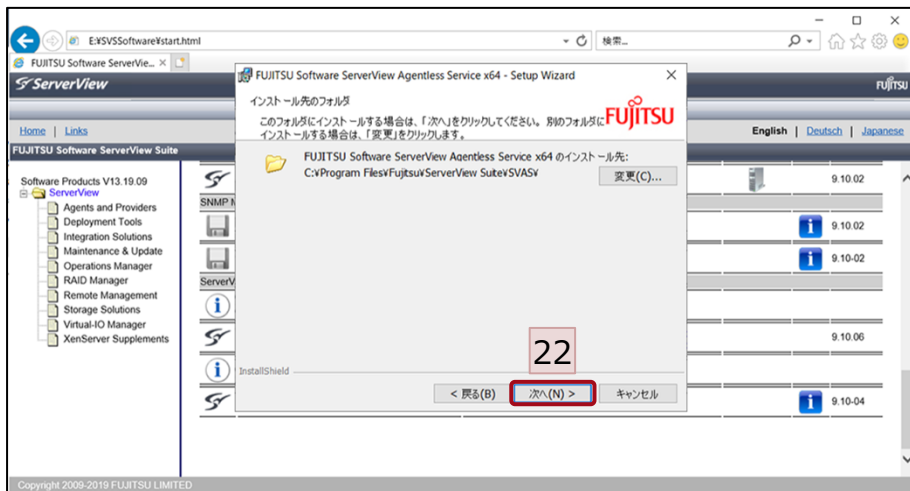 E:¥SVSSoftware¥start.html
検索...
FUJITSU Software ServerVie...
ServerView
FUJITSU
Home | Links
English | Deutsch | Japanese
FUJITSU Software ServerView Suite
Software Products V13.19.09
ServerView
Agents and Providers
Deployment Tools
Integration Solutions
Maintenance & Update
Operations Manager
RAID Manager
Remote Management
Storage Solutions
Virtual-IO Manager
XenServer Supplements
SNMP
ServerV
9.10.02
9.10.02
9.10-02
9.10.06
9.10-04
FUJITSU Software ServerView Agentless Service x64 - Setup Wizard
インストール先のフォルダ
このフォルダにインストールする場合は、「次へ」をクリックしてください。別のフォルダに
インストールする場合は、「変更」をクリックします。
FUJITSU
FUJITSU Software ServerView Agentless Service x64 のインストール先:
C:¥Program Files¥Fujitsu¥ServerView Suite¥SVAS¥
変更(C)...
22
InstallShield
< 戻る(B)
次へ(N) >
キャンセル
Copyright 2009-2019 FUJITSU LIMITED